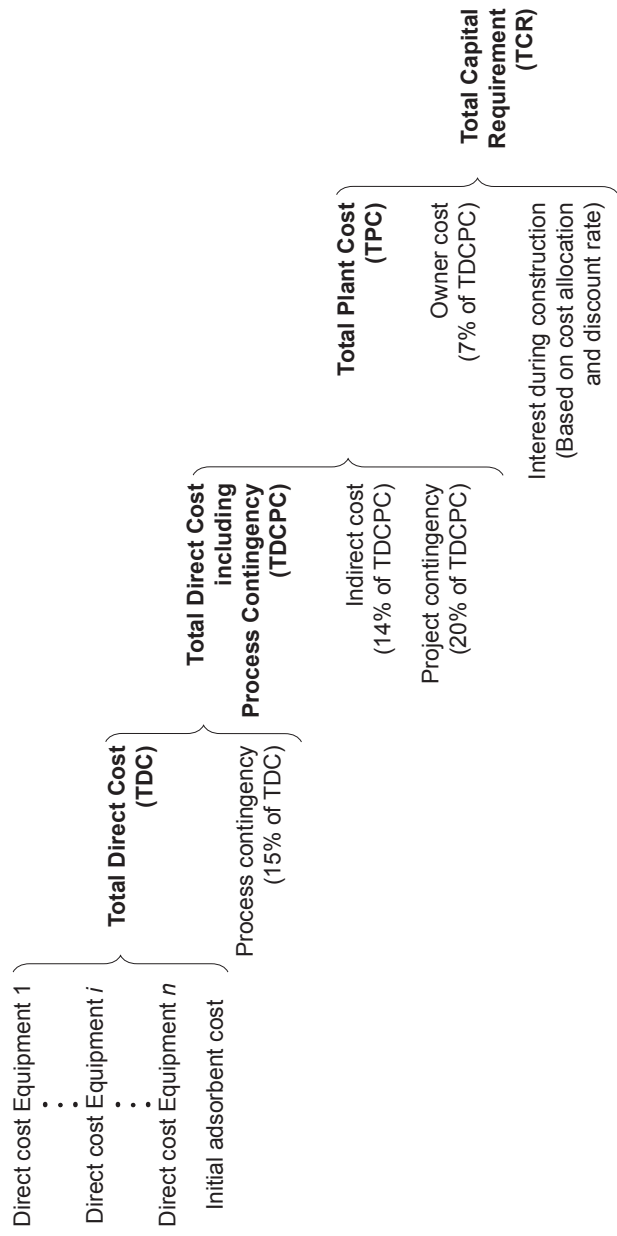 Direct cost Equipment 1
Direct cost Equipment i
Direct cost Equipment n
Initial adsorbent cost
Total Direct Cost
(TDC)
Process contingency
(15% of TDC)
Total Direct Cost
including
Process Contingency
(TDCPC)
Indirect cost
(14% of TDCPC)
Project contingency
(20% of TDCPC)
Total Plant Cost
(TPC)
Owner cost
(7% of TDCPC)
Interest during construction
(Based on cost allocation
and discount rate)
Total Capital
Requirement
(TCR)